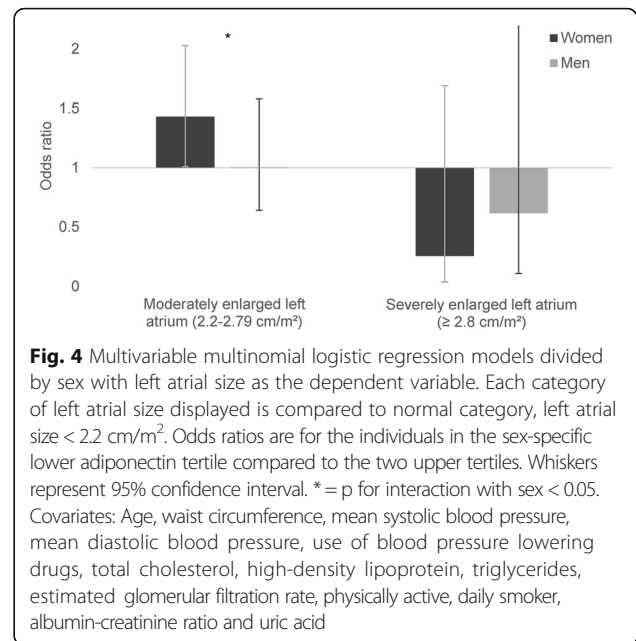 2
*
Women
Men
1.5
1
0.5
0
Odds ratio
Moderately enlarged left
atrium (2.2-2.79 cm/m²)
Severely enlarged left atrium
(≥ 2.8 cm/m²)
Fig. 4 Multivariable multinomial logistic regression models divided
by sex with left atrial size as the dependent variable. Each category
of left atrial size displayed is compared to normal category, left atrial
size < 2.2 cm/m². Odds ratios are for the individuals in the sex-specific
lower adiponectin tertile compared to the two upper tertiles. Whiskers
represent 95% confidence interval. * = p for interaction with sex < 0.05.
Covariates: Age, waist circumference, mean systolic blood pressure,
mean diastolic blood pressure, use of blood pressure lowering
drugs, total cholesterol, high-density lipoprotein, triglycerides,
estimated glomerular filtration rate, physically active, daily smoker,
albumin-creatinine ratio and uric acid